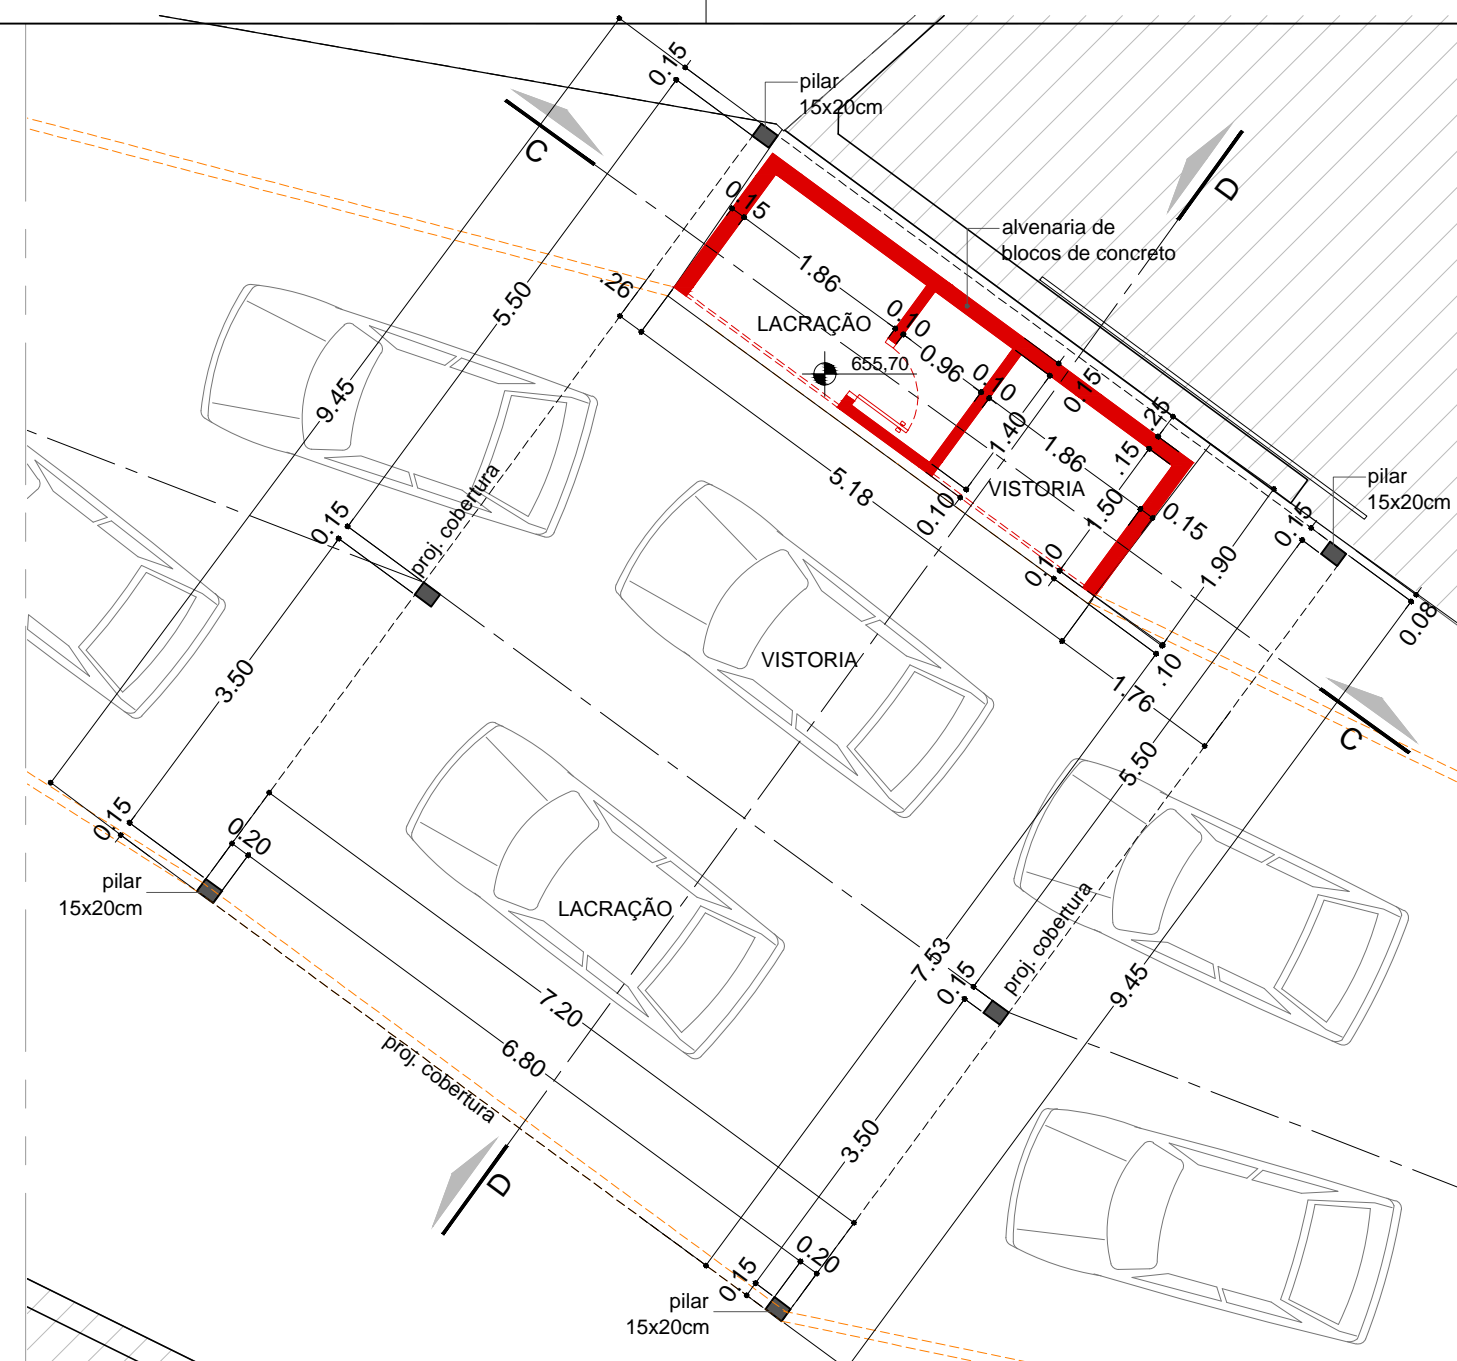 0.15
0.15
pilar
15x20cm
C
D
0.15
alvenaria de
blocos de concreto
1.86
.26
5.50
LACRAÇÃO
0.10
0.96
655,70
0.10
0.15
9.45
1.40
.25
1.86
.15
5.18
VISTORIA
pilar
15x20cm
proj. cobertura
0.15
0.10
1.50
0.15
0.15
1.90
0.10
0.08
VISTORIA
.10
3.50
1.76
C
5.50
0.15
0.20
pilar
15x20cm
LACRAÇÃO
proj. cobertura
7.53
0.15
9.45
7.20
6.80
proj. cobertura
3.50
D
0.20
0.15
pilar
15x20cm